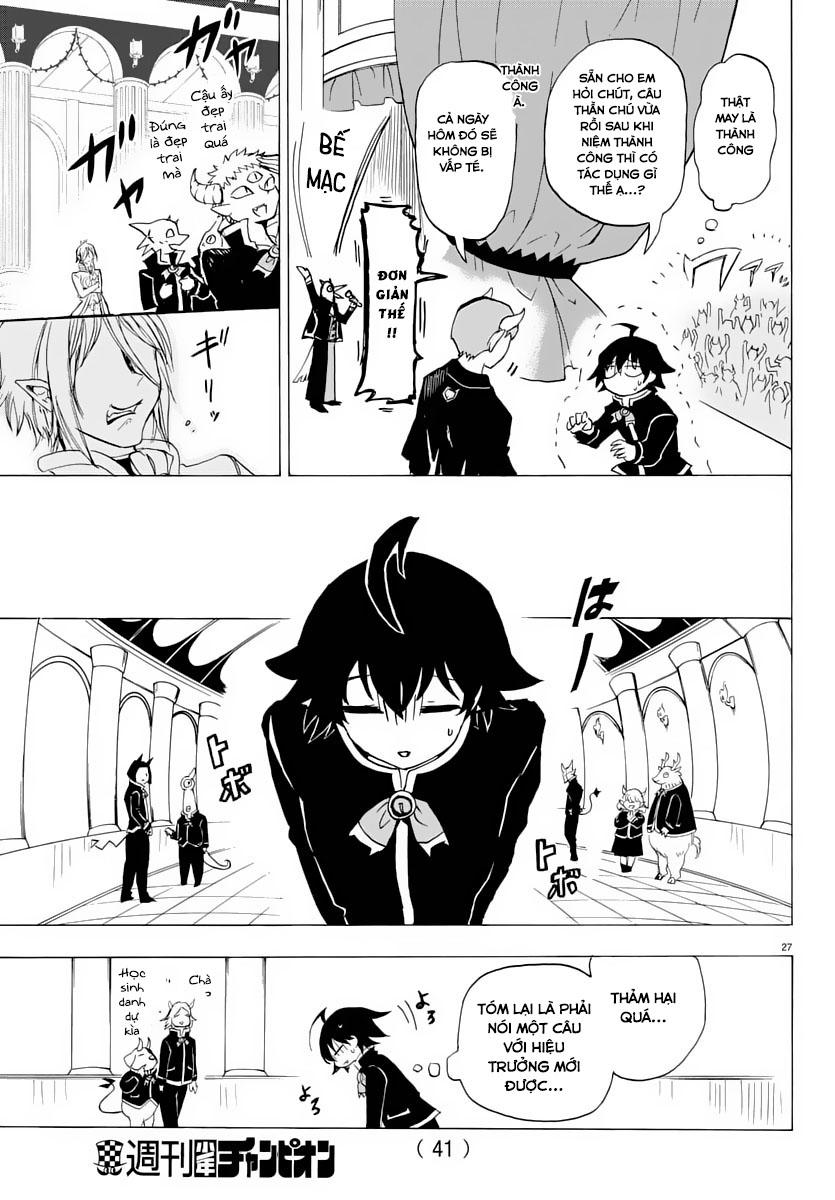 THẬT
MAY LÀ
THÀNH
CÔNG
SẴN CHO EM
HỎI CHÚT, CÂU
THẦN CHÚ VỪA
RỒI SAU KHI
NIỆM THÀNH
CÔNG THÌ CÓ
TÁC DỤNG GÌ
THẾ Ạ...?
THÀNH
CÔNG
À.
CẢ NGÀY
HÔM ĐÓ SẼ
KHÔNG BỊ
VẤP TÉ.
ĐƠN
GIẢN
THẾ
!!
BẾ
MẠC
ワァァ
ガヤ
ガヤ
Cậu ấy
đẹp
trai
quá
Đúng
là đẹp
trai
mà
ギリッ
はー
トボ
トボ
27
THẢM HẠI
QUÁ...
TÓM LẠI LÀ PHẢI
NÓI MỘT CÂU
VỚI HIỆU
TRƯỞNG MỚI
ĐƯỢC...
よろ
よろ
Chà
Học
sinh
danh
dự
kìa
( 41 )
週刊少年チャンピオン